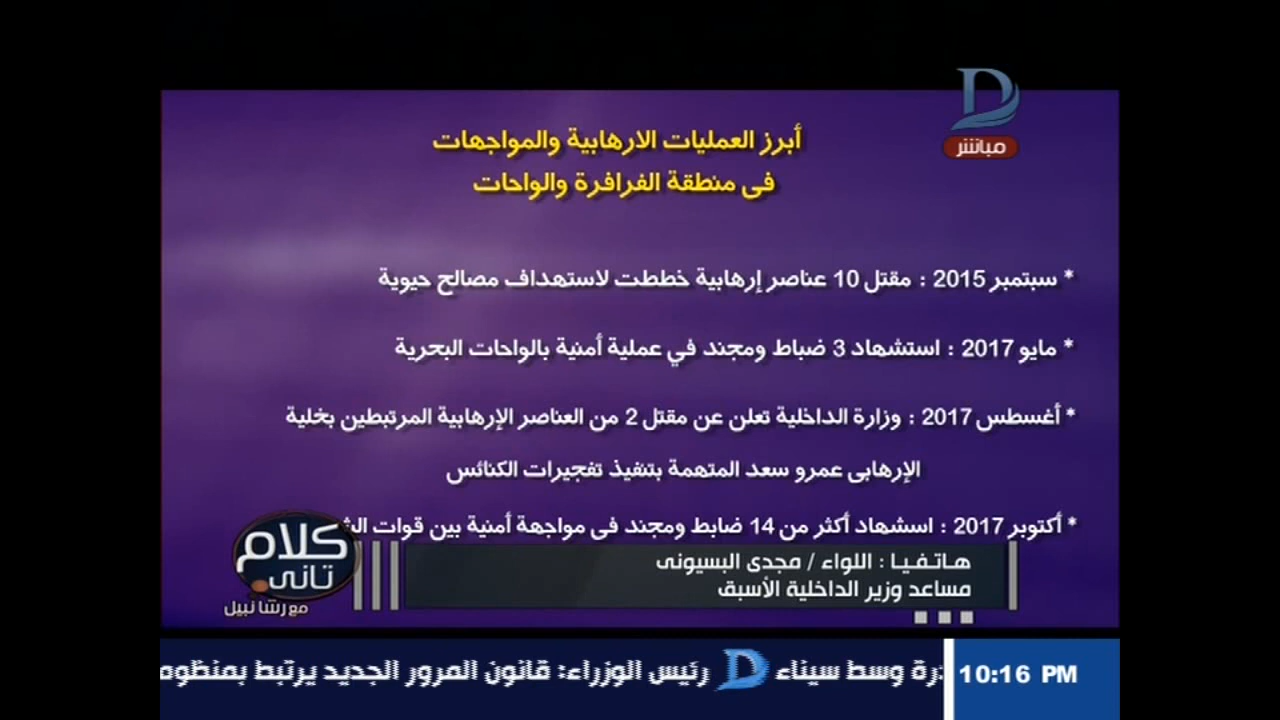 أبرز العمليات الارهابية والمواجهات
فى منطقة الفرافرة والواحات
مباشر
* سبتمبر 2015 : مقتل 10 عناصر إرهابية خططت لاستهداف مصالح حيوية
* مايو 2017 : استشهاد 3 ضباط ومجند في عملية أمنية بالواحات البحرية
* أغسطس 2017 : وزارة الداخلية تعلن عن مقتل 2 من العناصر الإرهابية المرتبطين بخلية
الإرهابى عمرو سعد المتهمة بتنفيذ تفجيرات الكنائس
* أكتوبر 2017 : اسشهاد أكثر من 14 ضابط ومجند فى مواجهة أمنية بين قوات
هاتفيا : اللواء / مجدى البسيونى
مساعد وزير الداخلية الأسبق
كلام
تانى
مع رشا نبيل
وسط سيناء رئيس الوزراء: قانون المرور الجديد يرتبط
10:16 PM